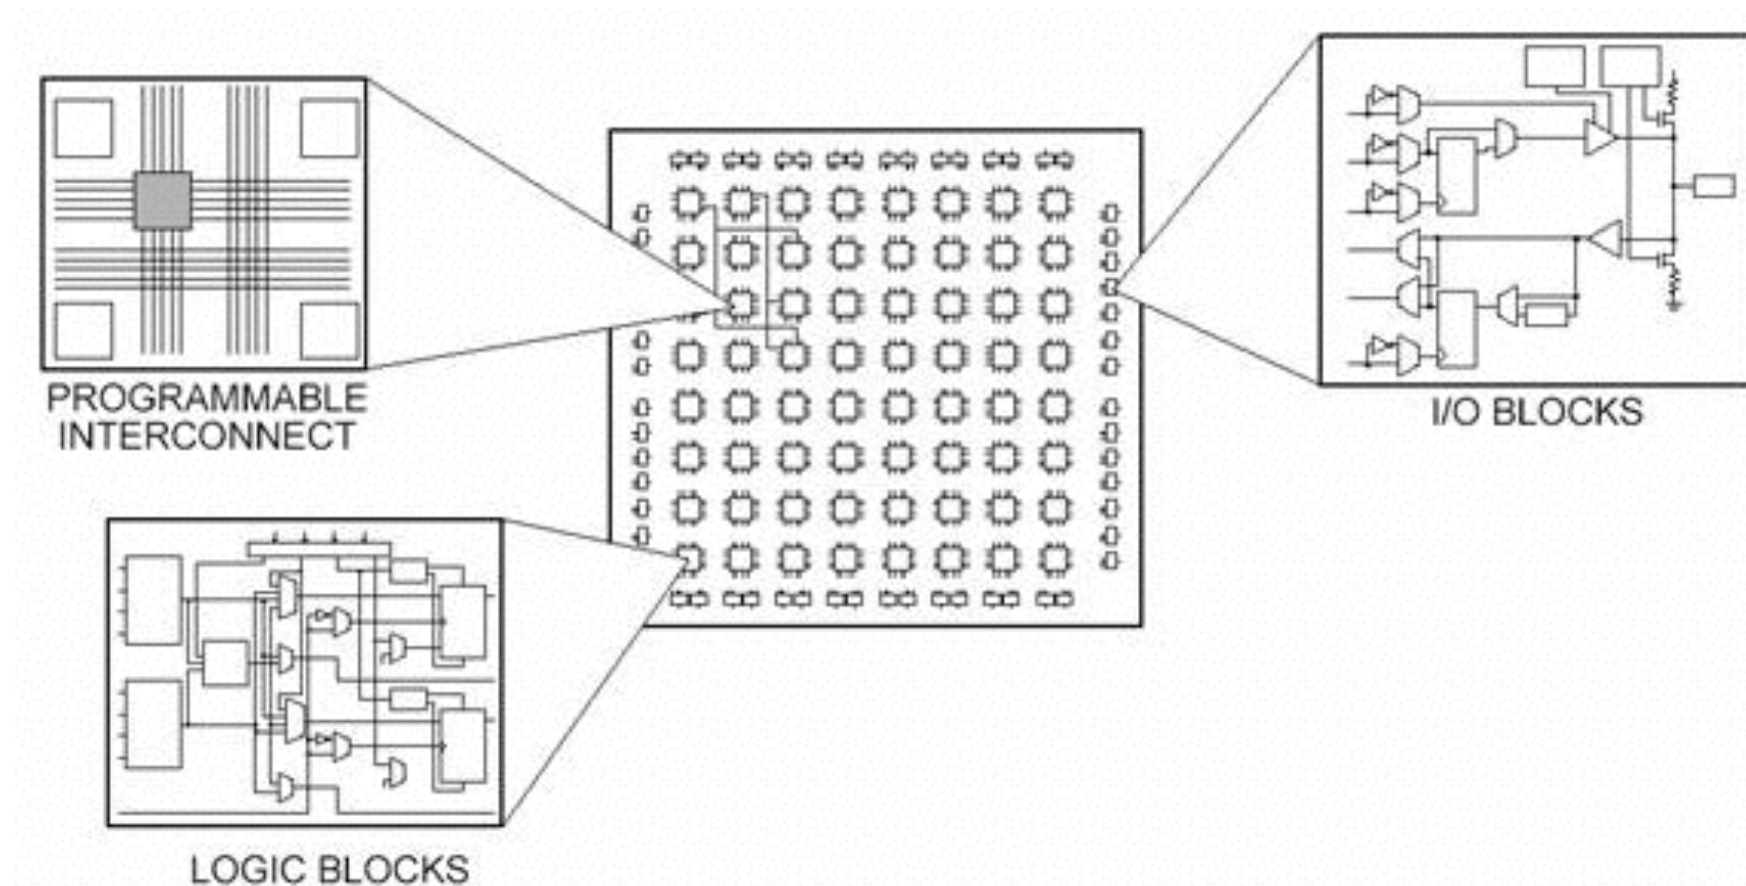 PROGRAMMABLE
INTERCONNECT
I/O BLOCKS
LOGIC BLOCKS